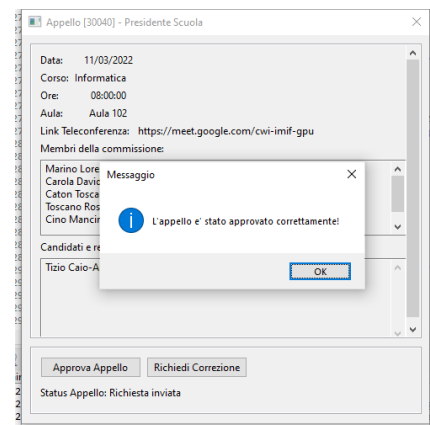 Appello [30040] - Presidente Scuola
Data: 11/03/2022
Corso: Informatica
Ore: 08:00:00
Aula: Aula 102
Link Teleconferenza: https://meet.google.com/cwi-imif-gpu
Membri della commissione:
Marino Lore
Carola David
Caton Tosca
Toscano Ros
Cino Mancir
Messaggio
L'appello e' stato approvato correttamente!
OK
Candidati e re
Tizio Caio-A
Approva Appello Richiedi Correzione
Status Appello: Richiesta inviata